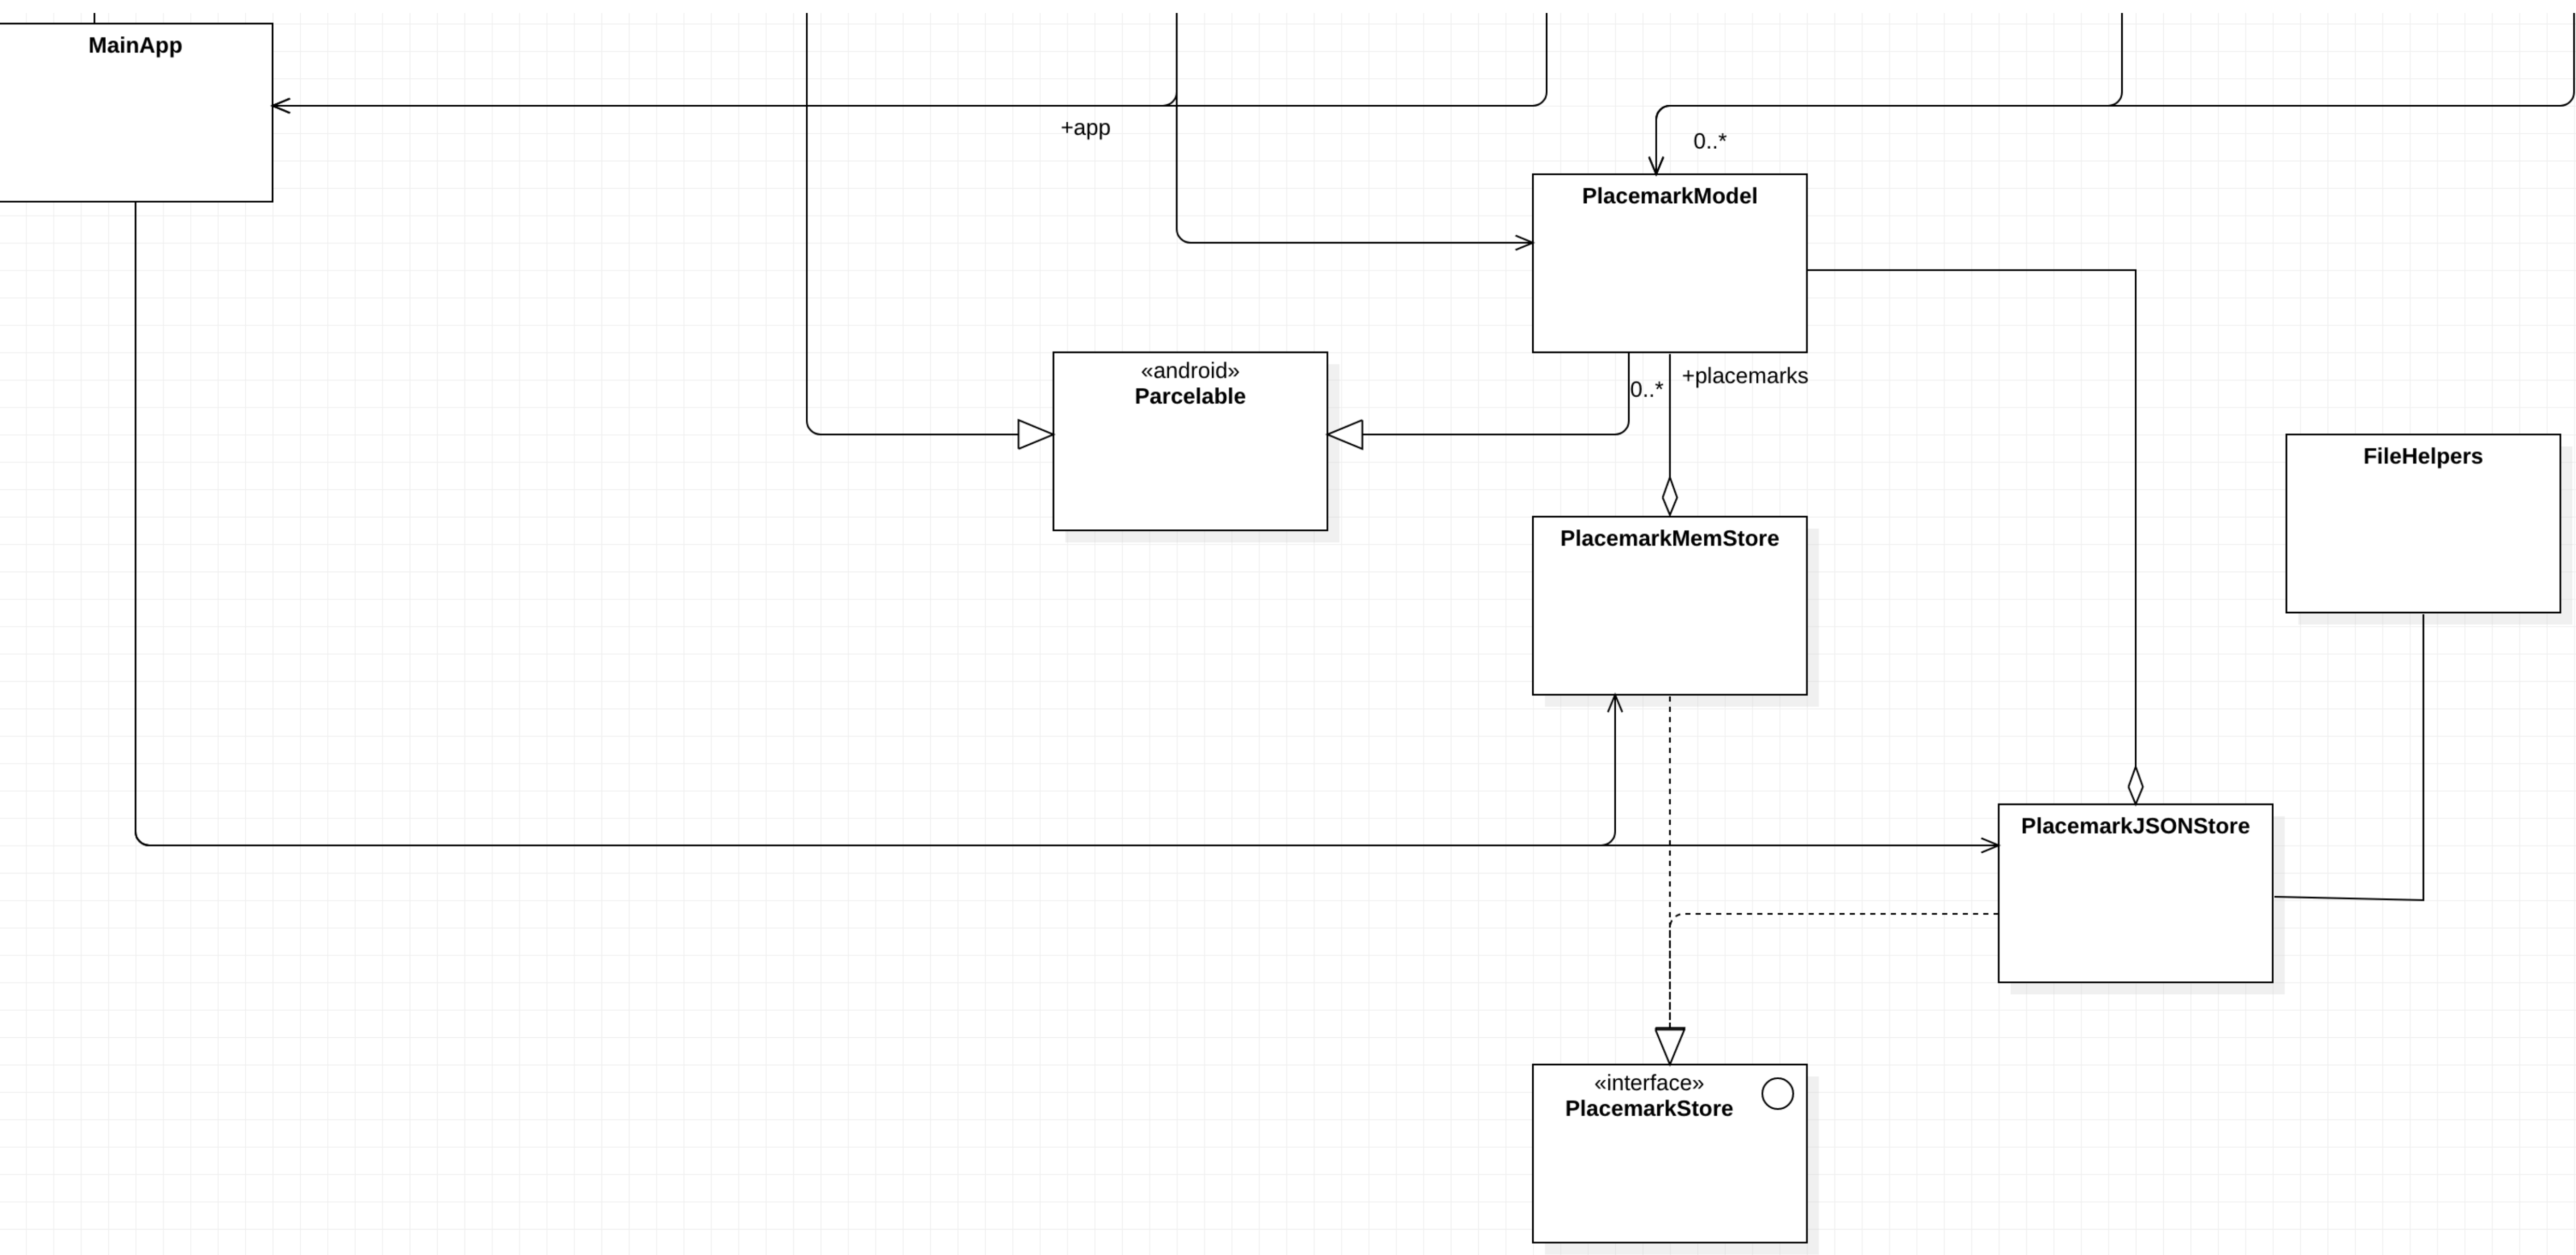 MainApp
+app
0..*
PlacemarkModel
«android»
Parcelable
0..*
+placemarks
FileHelpers
PlacemarkMemStore
PlacemarkJSONStore
«interface»
PlacemarkStore